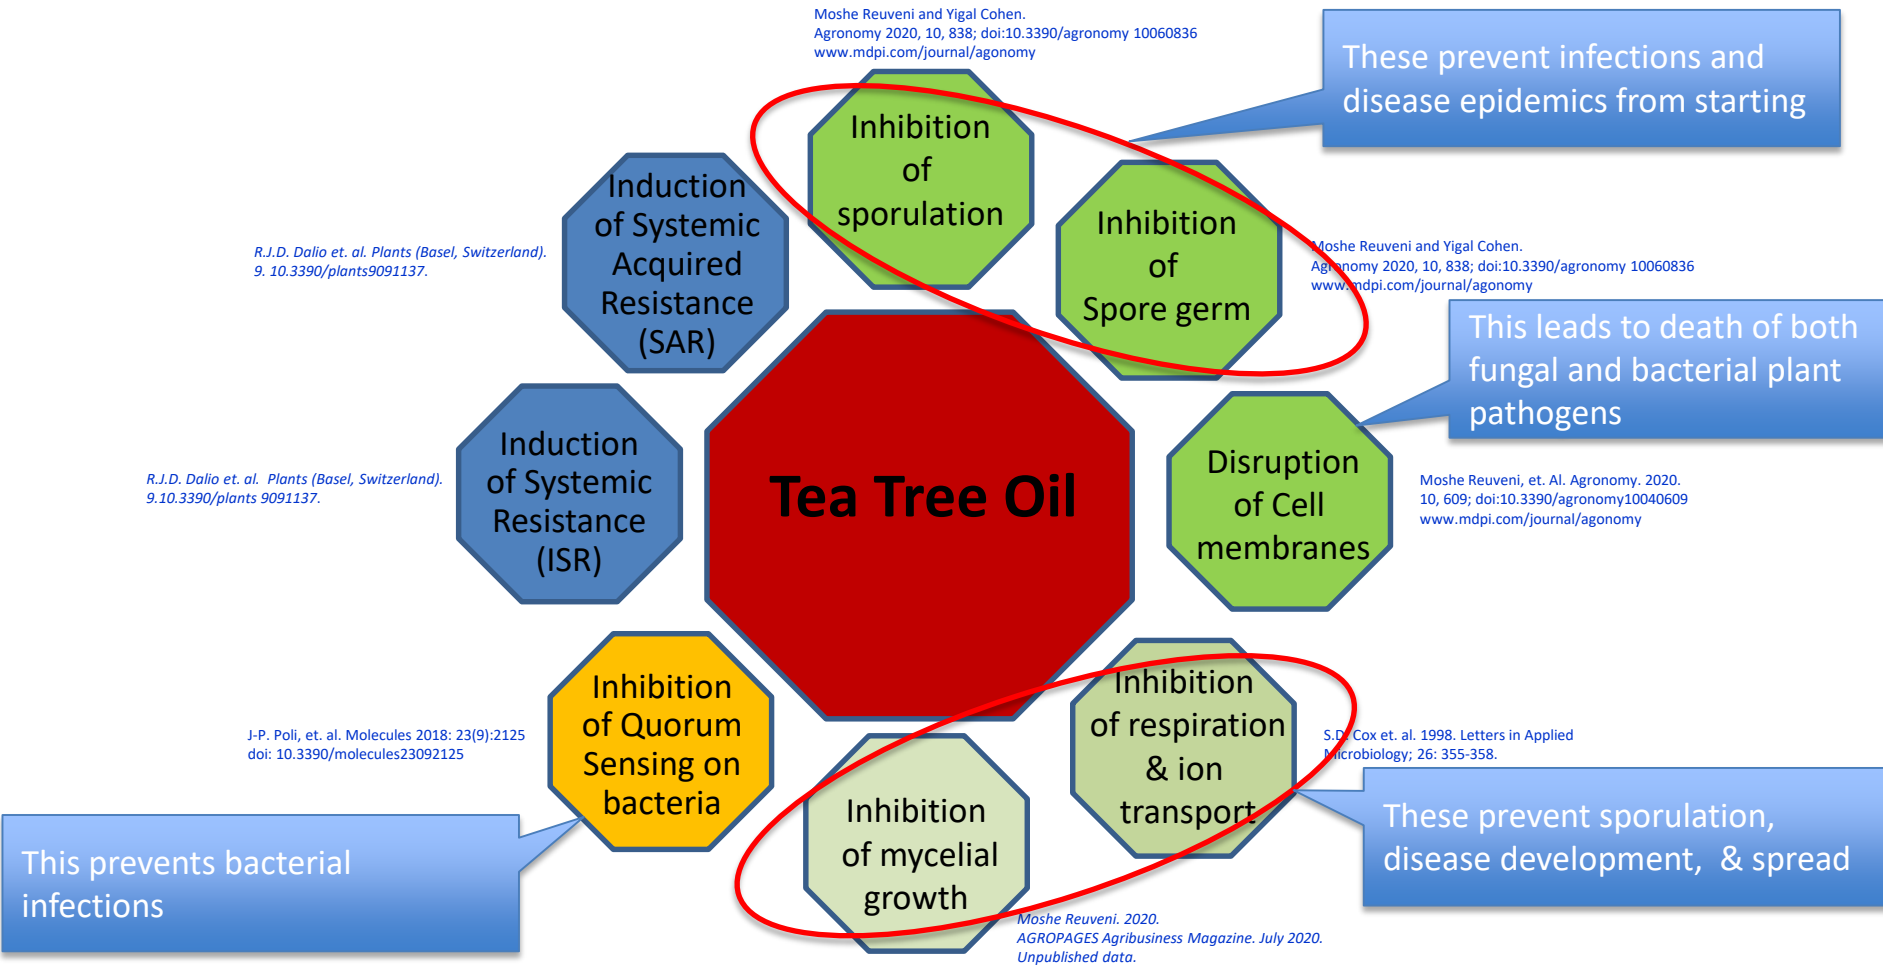 Moshe Reuveni and Yigal Cohen.
Agronomy 2020, 10, 838; doi:10.3390/agronomy 10060836
www.mdpi.com/journal/agonomy
These prevent infections and
disease epidemics from starting
Inhibition
of
sporulation
Induction
of Systemic
Acquired
Resistance
(SAR)
R.J.D. Dalio et. al. Plants (Basel, Switzerland).
9. 10.3390/plants9091137.
Inhibition
of
Spore germ
Moshe Reuveni and Yigal Cohen.
Agronomy 2020, 10, 838; doi:10.3390/agronomy 10060836
www.mdpi.com/journal/agonomy
This leads to death of both
fungal and bacterial plant
pathogens
Induction
of Systemic
Resistance
(ISR)
R.J.D. Dalio et. al.  Plants (Basel, Switzerland).
9.10.3390/plants 9091137.
Tea Tree Oil
Disruption
of Cell
membranes
Moshe Reuveni, et. Al. Agronomy. 2020.
10, 609; doi:10.3390/agronomy10040609
www.mdpi.com/journal/agonomy
Inhibition
of Quorum
Sensing on
bacteria
J-P. Poli, et. al. Molecules 2018: 23(9):2125
doi: 10.3390/molecules23092125
Inhibition
of respiration
& ion
transport
S.D. Cox et. al. 1998. Letters in Applied
Microbiology; 26: 355-358.
Inhibition
of mycelial
growth
These prevent sporulation,
disease development,  & spread
This prevents bacterial
infections
Moshe Reuveni. 2020.
AGROPAGES Agribusiness Magazine. July 2020.
Unpublished data.